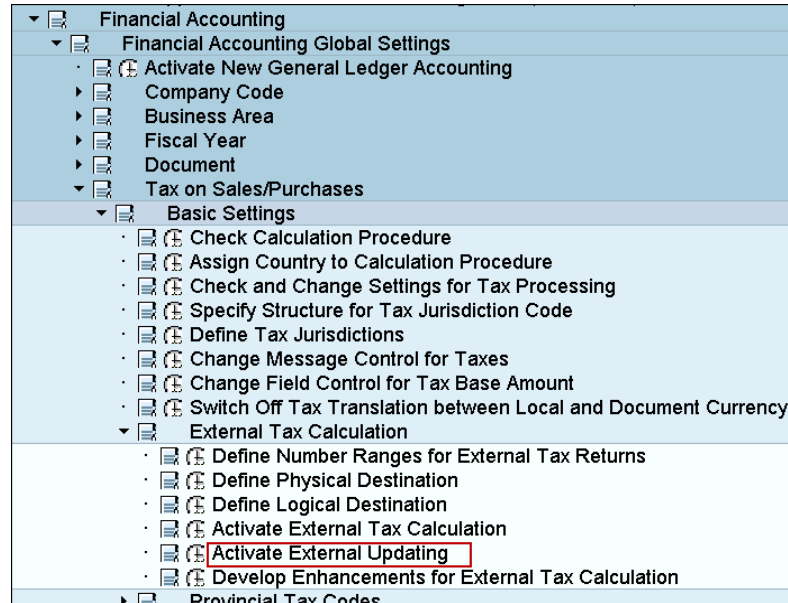 Financial Accounting
Financial Accounting Global Settings
Activate New General Ledger Accounting
Company Code
Business Area
Fiscal Year
Document
Tax on Sales/Purchases
Basic Settings
Check Calculation Procedure
Assign Country to Calculation Procedure
Check and Change Settings for Tax Processing
Specify Structure for Tax Jurisdiction Code
Define Tax Jurisdictions
Change Message Control for Taxes
Change Field Control for Tax Base Amount
Switch Off Tax Translation between Local and Document Currency
External Tax Calculation
Define Number Ranges for External Tax Returns
Define Physical Destination
Define Logical Destination
Activate External Tax Calculation
Activate External Updating
Develop Enhancements for External Tax Calculation
Provincial Tax Codes